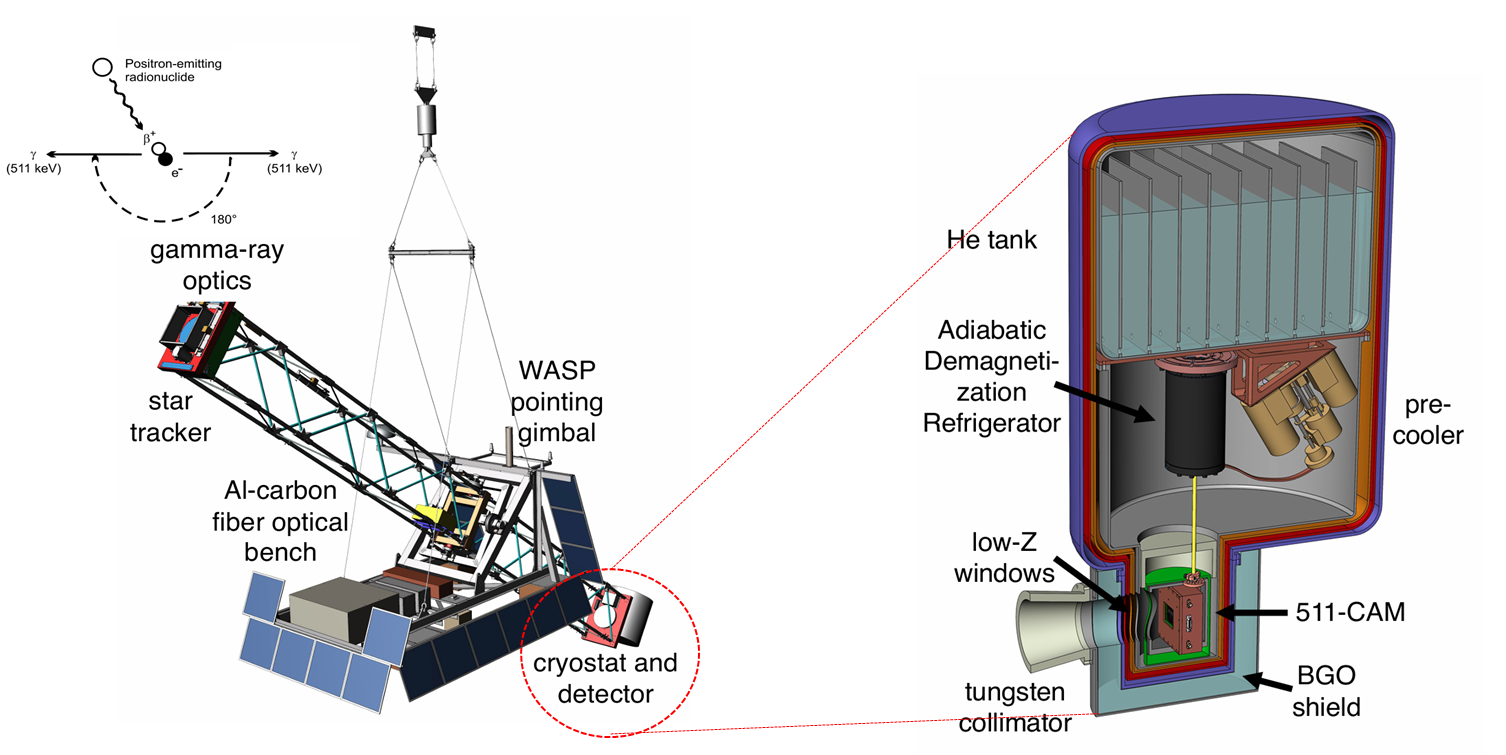 Positron-emitting
radionuclide
β+
γ
(511 keV)
e-
γ
(511 keV)
180°
gamma-ray
optics
star
tracker
WASP
pointing
gimbal
Al-carbon
fiber optical
bench
cryostat and
detector
He tank
Adiabatic
Demagneti-
zation
Refrigerator
pre-
cooler
low-Z
windows
511-CAM
tungsten
collimator
BGO
shield